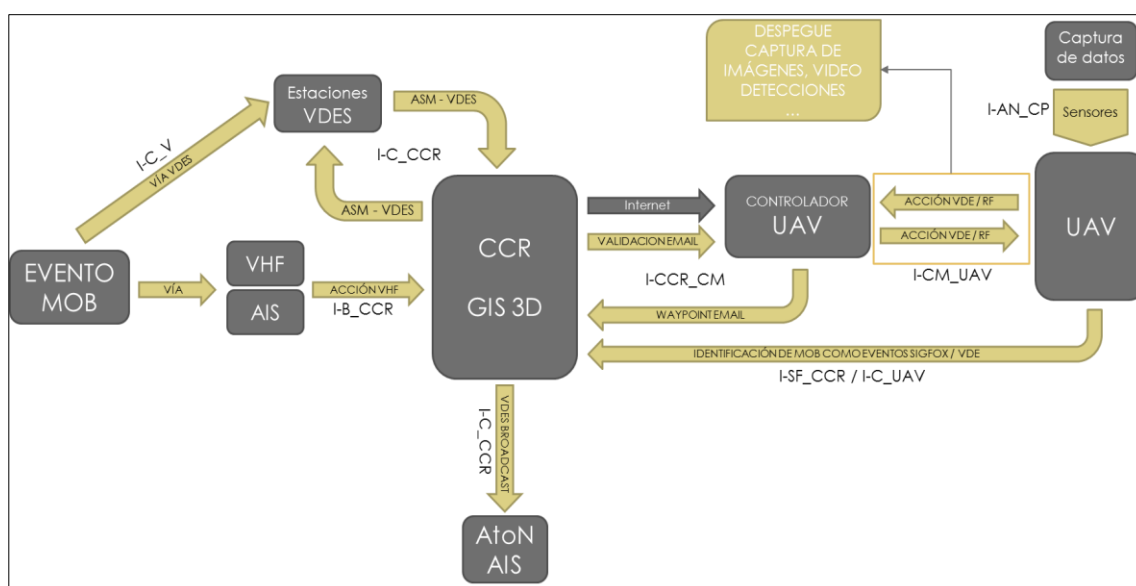 DESPEGUE
CAPTURA DE
IMÁGENES, VIDEO
DETECCIONES
...
Captura
de datos
I-AN_CP
Sensores
Estaciones
VDES
ASM - VDES
I-C_V
VÍA VDES
I-C_CCR
ASM - VDES
EVENTO
MOB
VÍA
VHF
AIS
ACCIÓN VHF
I-B_CCR
CCR
GIS 3D
Internet
VALIDACION EMAIL
I-CCR_CM
CONTROLADOR
UAV
ACCIÓN VDE / RF
ACCIÓN VDE / RF
I-CM_UAV
UAV
WAYPOINT EMAIL
IDENTIFICACIÓN DE MOB COMO EVENTOS SIGFOX / VDE
I-SF_CCR / I-C_UAV
VDES BROADCAST
I-C_CCR
AtoN
AIS